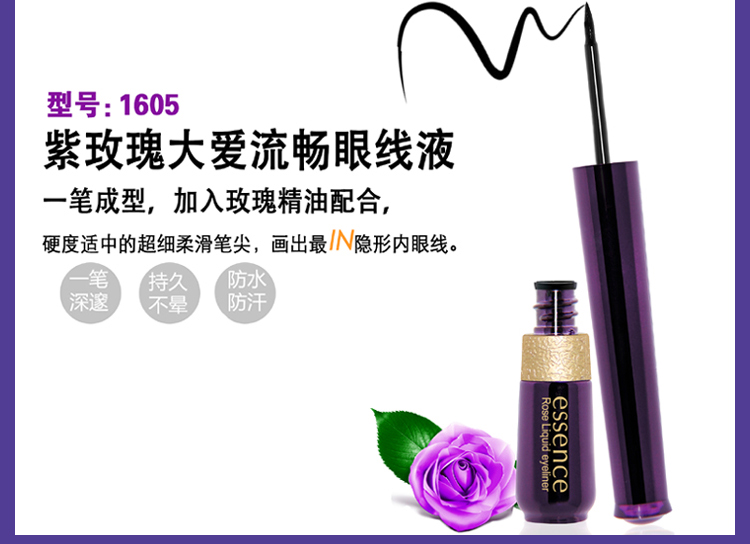 型号：1605
紫玫瑰大爱流畅眼线液
一笔成型，加入玫瑰精油配合，
硬度适中的超细柔滑笔尖，画出最IN隐形内眼线。
一笔
深邃
持久
不晕
防水
防汗
essence
Rose Liquid eyeliner